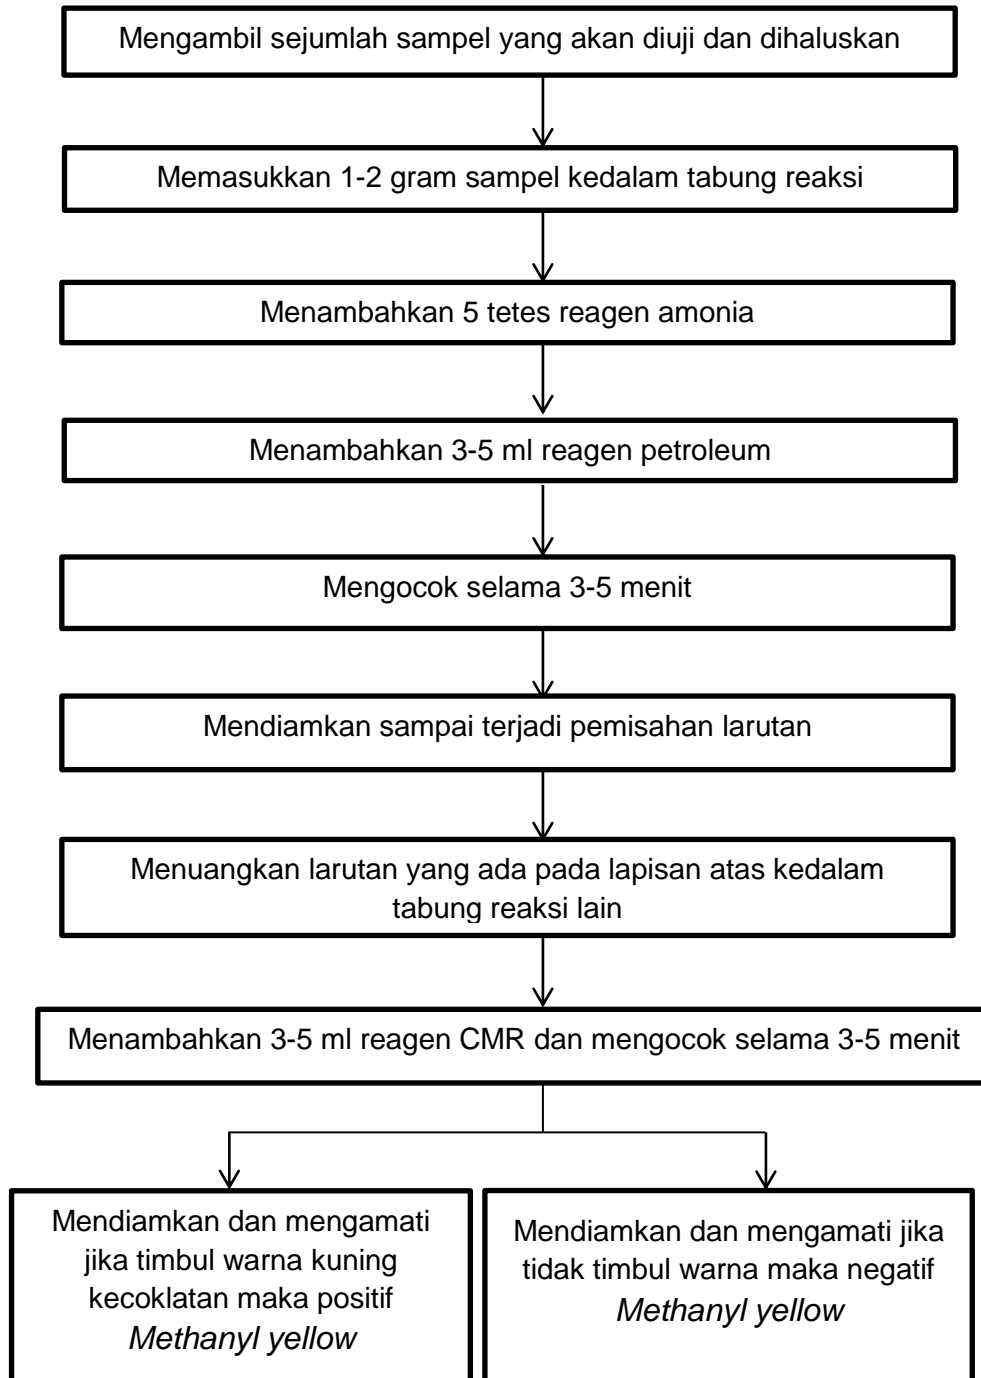 Mengambil sejumlah sampel yang akan diuji dan dihaluskan
Memasukkan 1-2 gram sampel kedalam tabung reaksi
Menambahkan 5 tetes reagen amonia
Menambahkan 3-5 ml reagen petroleum
Mengocok selama 3-5 menit
Mendiamkan sampai terjadi pemisahan larutan
Menuangkan larutan yang ada pada lapisan atas kedalam
tabung reaksi lain
Menambahkan 3-5 ml reagen CMR dan mengocok selama 3-5 menit
Mendiamkan dan mengamati
jika timbul warna kuning
kecoklatan maka positif
Methanyl yellow
Mendiamkan dan mengamati jika
tidak timbul warna maka negatif
Methanyl yellow